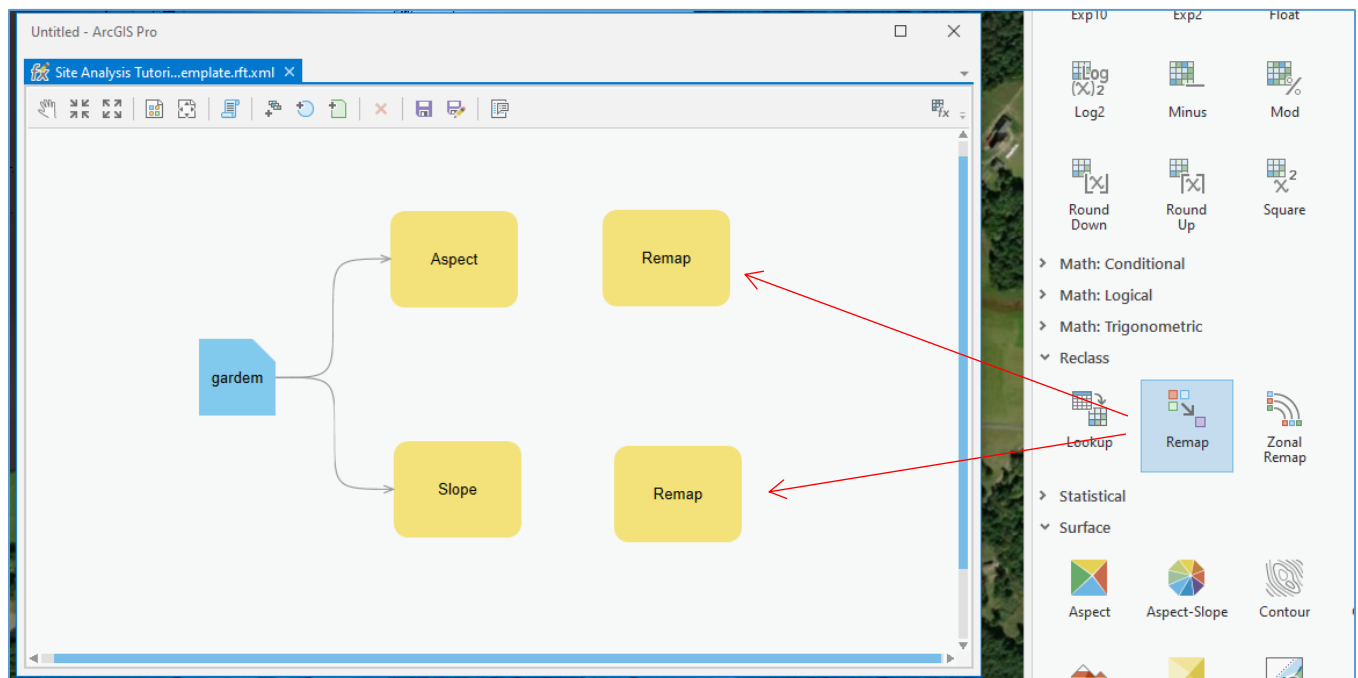 Untitled - ArcGIS Pro
Site Analysis Tutori...emplate.rft.xml
fx
gardem
Aspect
Remap
Slope
Remap
Exp10 Exp2 Float
Log2 Minus Mod
Round Down
Round Up
Square
Math: Conditional
Math: Logical
Math: Trigonometric
Reclass
Lookup
Remap
Zonal Remap
Statistical
Surface
Aspect Aspect-Slope Contour